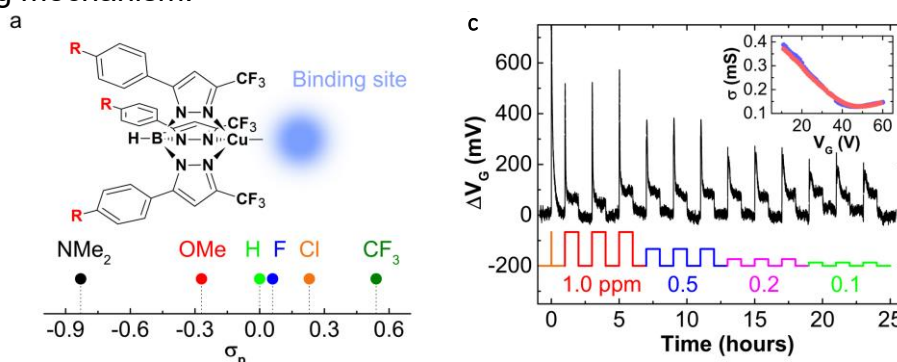 g mechanism.
a
R
CF3
Binding site
R
N N
CF3
H B N N Cu
N N
R
CF3
NMe2 OMe H F Cl CF3
-0.9 -0.6 -0.3 0.0 0.3 0.6
σp
c
600
400
200
0
-200
ΔVG (mV)
0.4
0.3
0.2
0.1
σ (mS)
20 40 60
VG (V)
1.0 ppm 0.5 0.2 0.1
0 5 10 15 20 25
Time (hours)